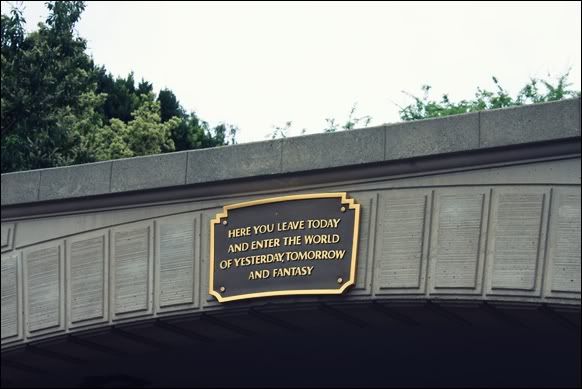 HERE YOU LEAVE TODAY
AND ENTER THE WORLD
OF YESTERDAY, TOMORROW
AND FANTASY